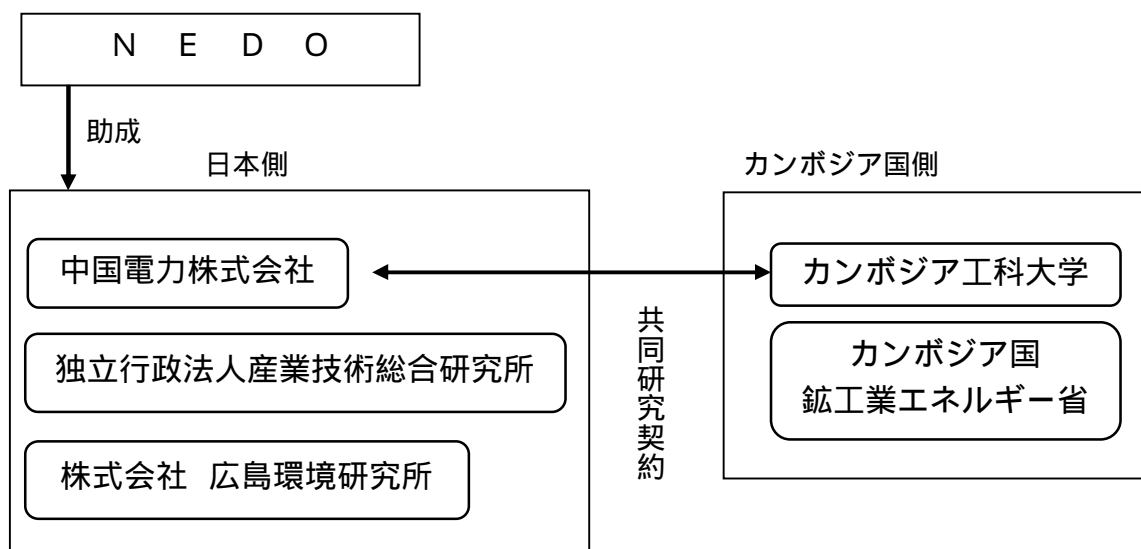 N E D O
助成
日本側
カンボジア国側
中国電力株式会社
カンボジア工科大学
独立行政法人産業技術総合研究所
カンボジア国
鉱工業エネルギー省
株式会社 広島環境研究所
共同研究契約